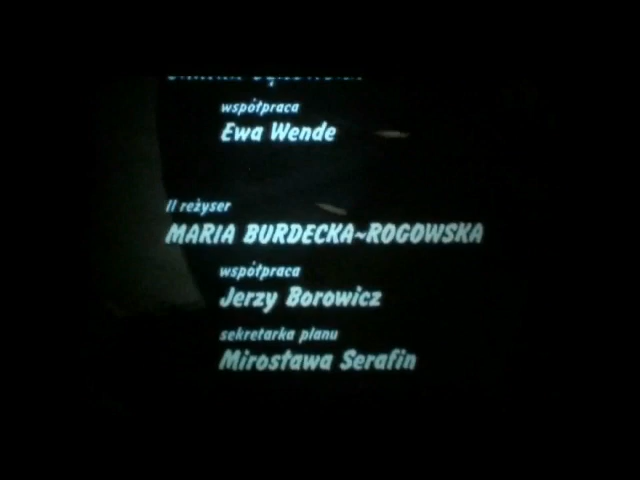 współpraca
Ewa Wende
II reżyser
MARIA BURDECKA~ROGOWSKA
współpraca
Jerzy Borowicz
sekretarka planu
Mirosława Serafin